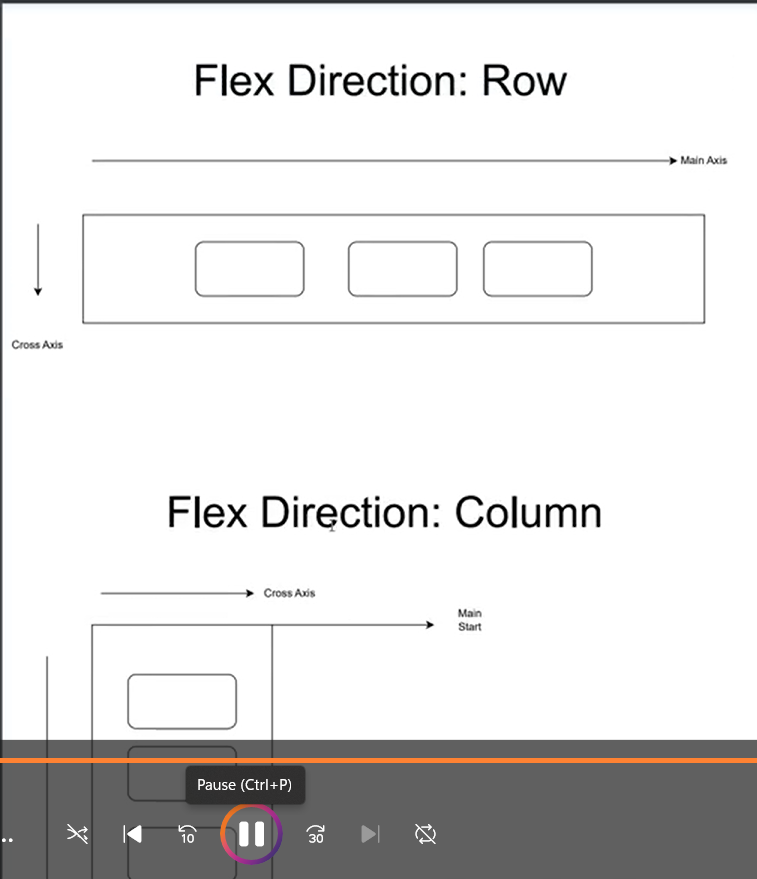 Flex Direction: Row
Main Axis
Cross Axis
Flex Direction: Column
Cross Axis
Main
Start
Pause (Ctrl+P)
..
10
30